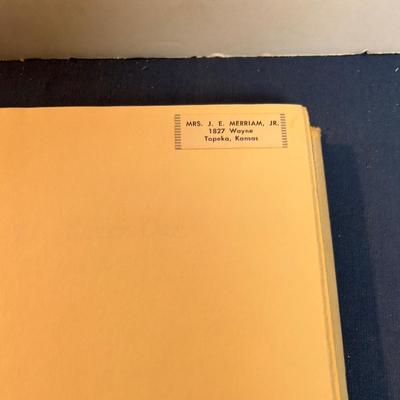 MRS. J. E. MERRIAM, JR.
1827 Wayne
Topeka, Kansas